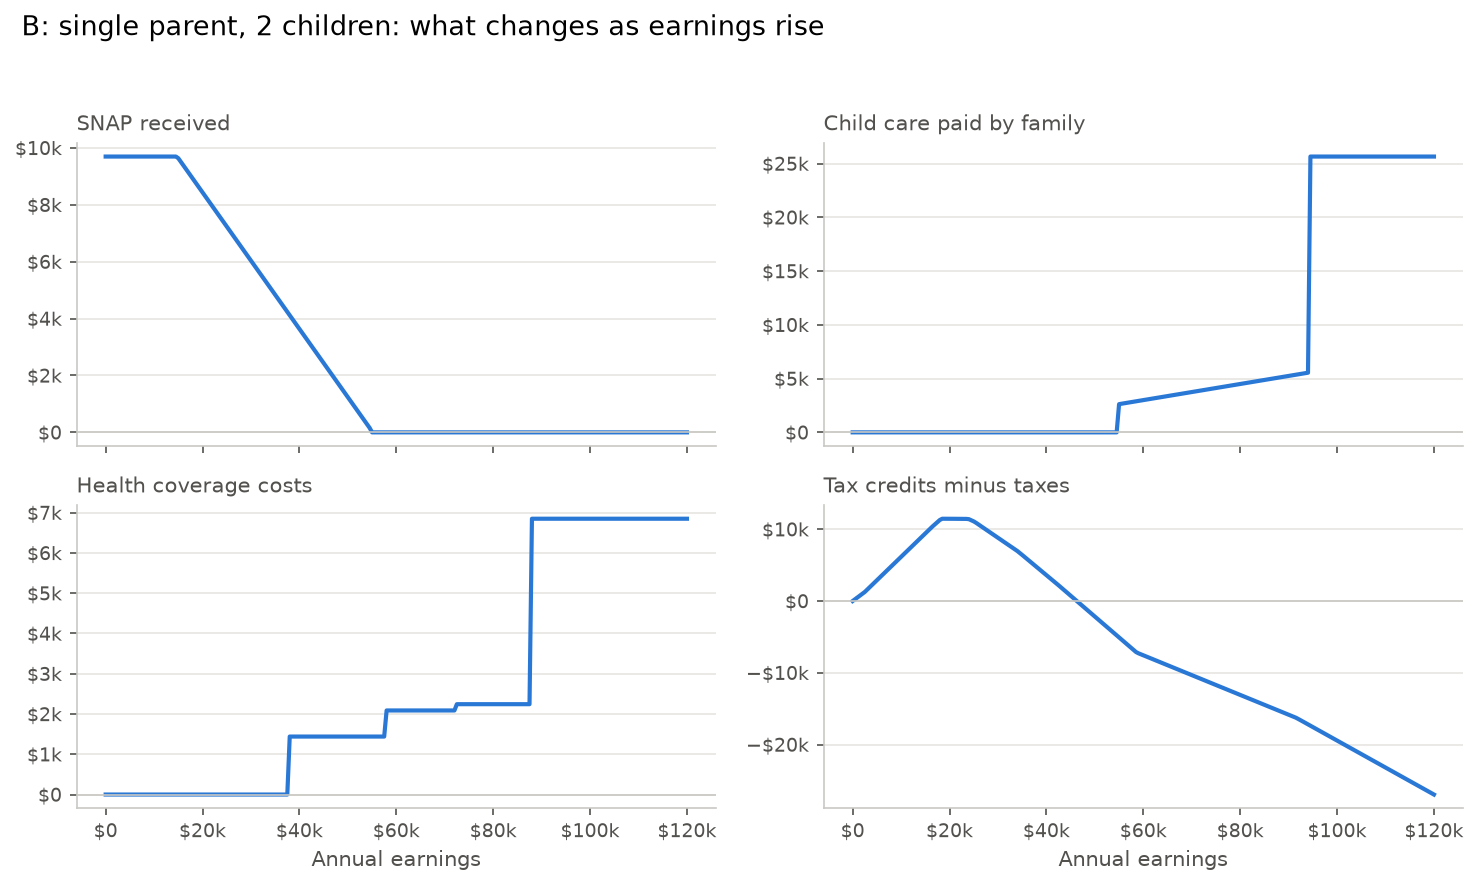 B: single parent, 2 children: what changes as earnings rise
SNAP received
$10k
$8k
$6k
$4k
$2k
$0
Child care paid by family
$25k
$20k
$15k
$10k
$5k
$0
Health coverage costs
$7k
$6k
$5k
$4k
$3k
$2k
$1k
$0
$0 $20k $40k $60k $80k $100k $120k
Annual earnings
Tax credits minus taxes
$10k
$0
−$10k
−$20k
$0 $20k $40k $60k $80k $100k $120k
Annual earnings